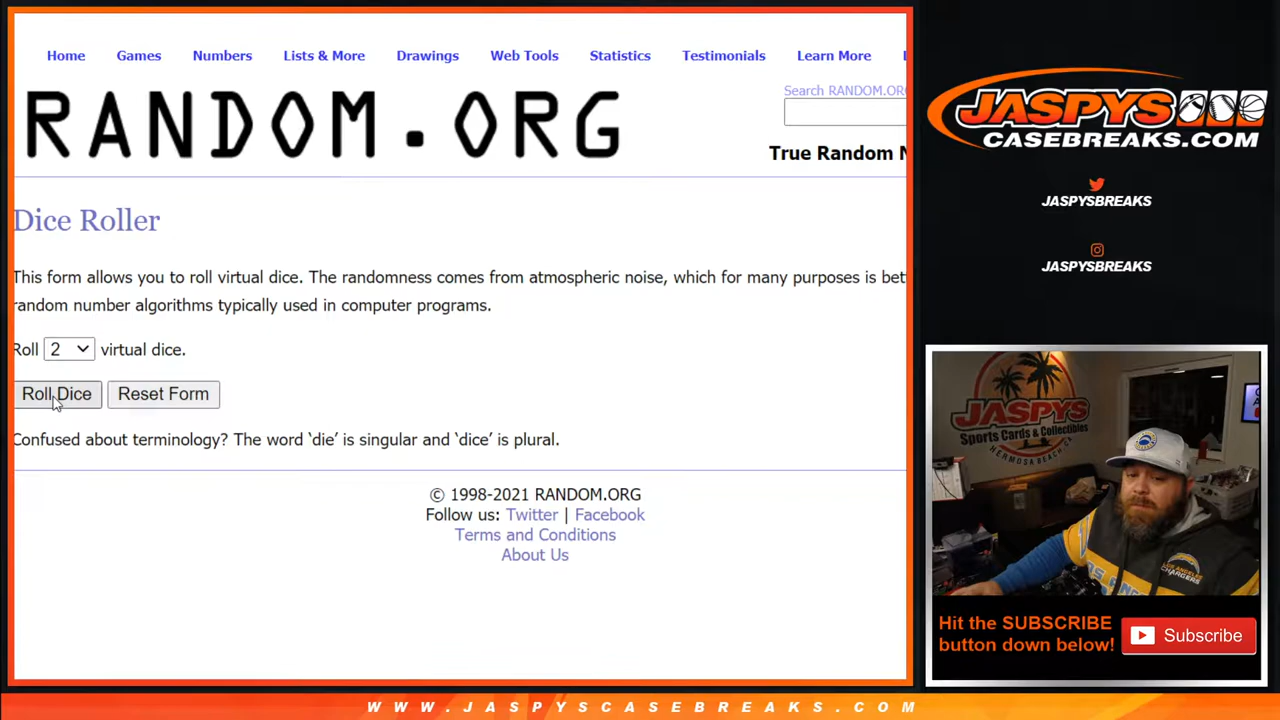 Home Games Numbers Lists & More Drawings Web Tools Statistics Testimonials Learn More
RANDOM.ORG
Search RANDOM.ORG
True Random N
Dice Roller
This form allows you to roll virtual dice. The randomness comes from atmospheric noise, which for many purposes is bet
random number algorithms typically used in computer programs.
Roll 2 virtual dice.
Roll Dice Reset Form
Confused about terminology? The word ‘die’ is singular and ‘dice’ is plural.
© 1998-2021 RANDOM.ORG
Follow us: Twitter | Facebook
Terms and Conditions
About Us
JASPYS
CASEBREAKS.COM
JASPYSBREAKS
JASPYSBREAKS
JASPYS
Sports Cards & Collectibles
HERMOSA BEACH, CA
LOS ANGELES
CHARGERS
Hit the SUBSCRIBE
button down below!
Subscribe
WWW.JASPYSCASEBREAKS.COM